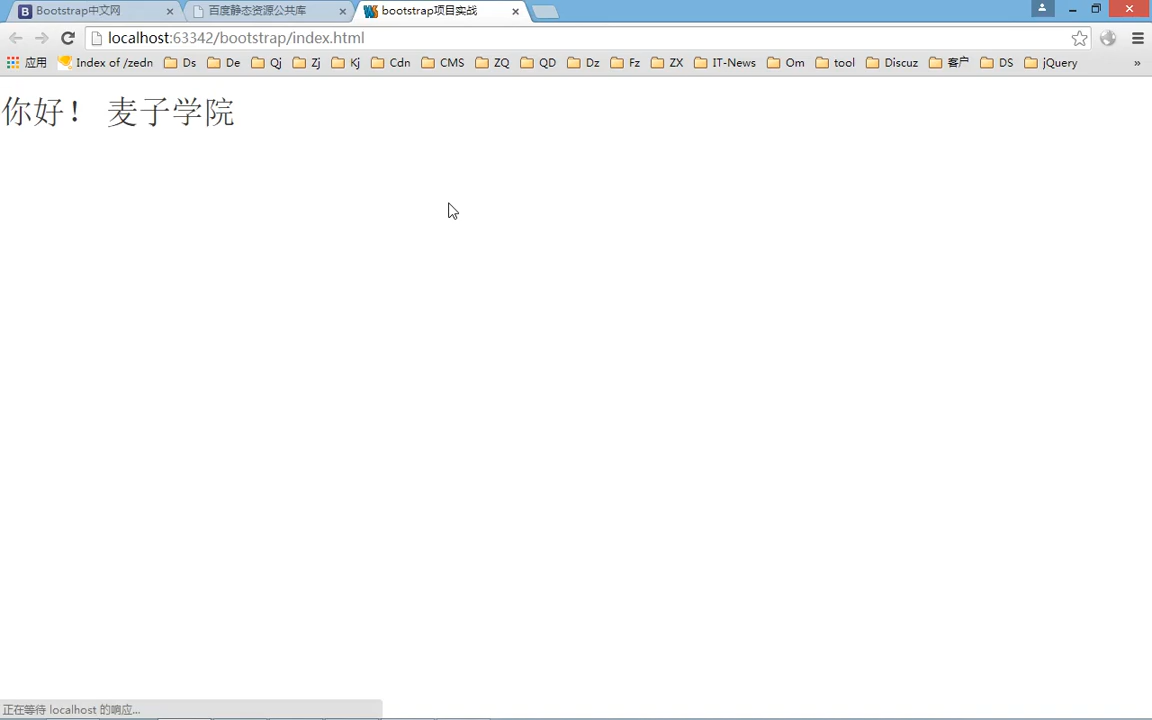 Bootstrap中文网
百度静态资源公共库
bootstrap项目实战
localhost:63342/bootstrap/index.html
应用 Index of /zedn Ds De Qj Zj Kj Cdn CMS ZQ QD Dz Fz ZX IT-News Om tool Discuz 客户 DS jQuery »
你好！ 麦子学院
正在等待 localhost 的响应...